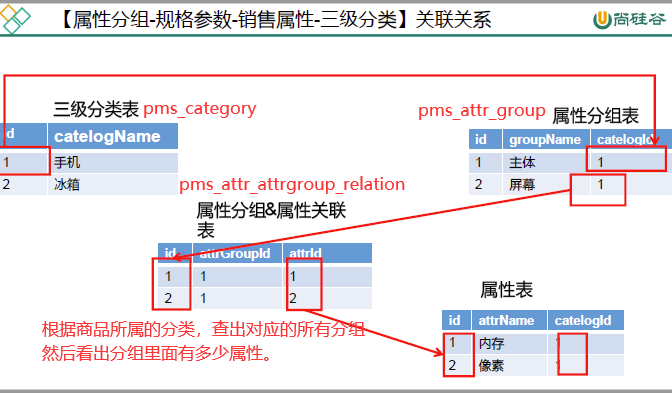 【属性分组-规格参数-销售属性-三级分类】关联关系
尚硅谷
三级分类表 pms_category
pms_attr_group 属性分组表
id catelogName
1 手机
2 冰箱
id groupName catelogId
1 主体 1
2 屏幕 1
pms_attr_attrgroup_relation
属性分组&属性关联
表
id attrGroupId attrId
1 1 1
2 1 2
根据商品所属的分类，查出对应的所有分组
然后看出分组里面有多少属性。
属性表
id attrName catelogId
1 内存 1
2 像素 1